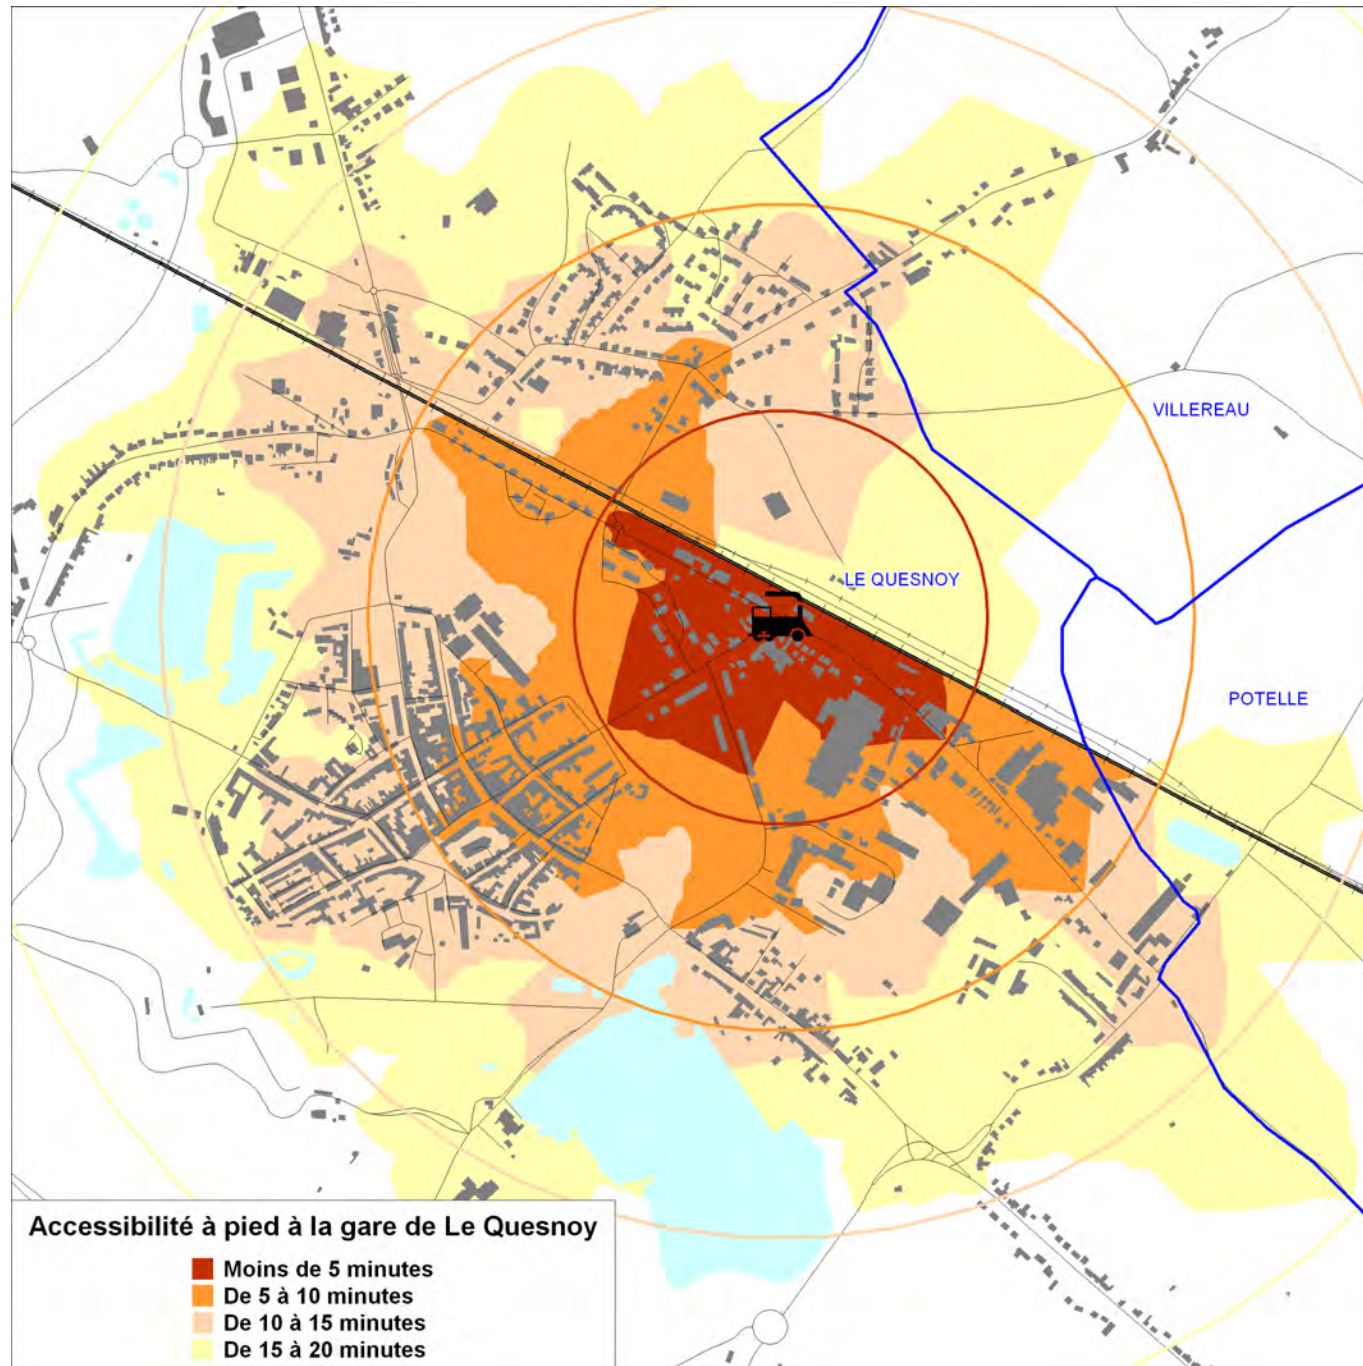 VILLEREAU
LE QUESNOY
POTELLE
Accessibilité à pied à la gare de Le Quesnoy
Moins de 5 minutes
De 5 à 10 minutes
De 10 à 15 minutes
De 15 à 20 minutes